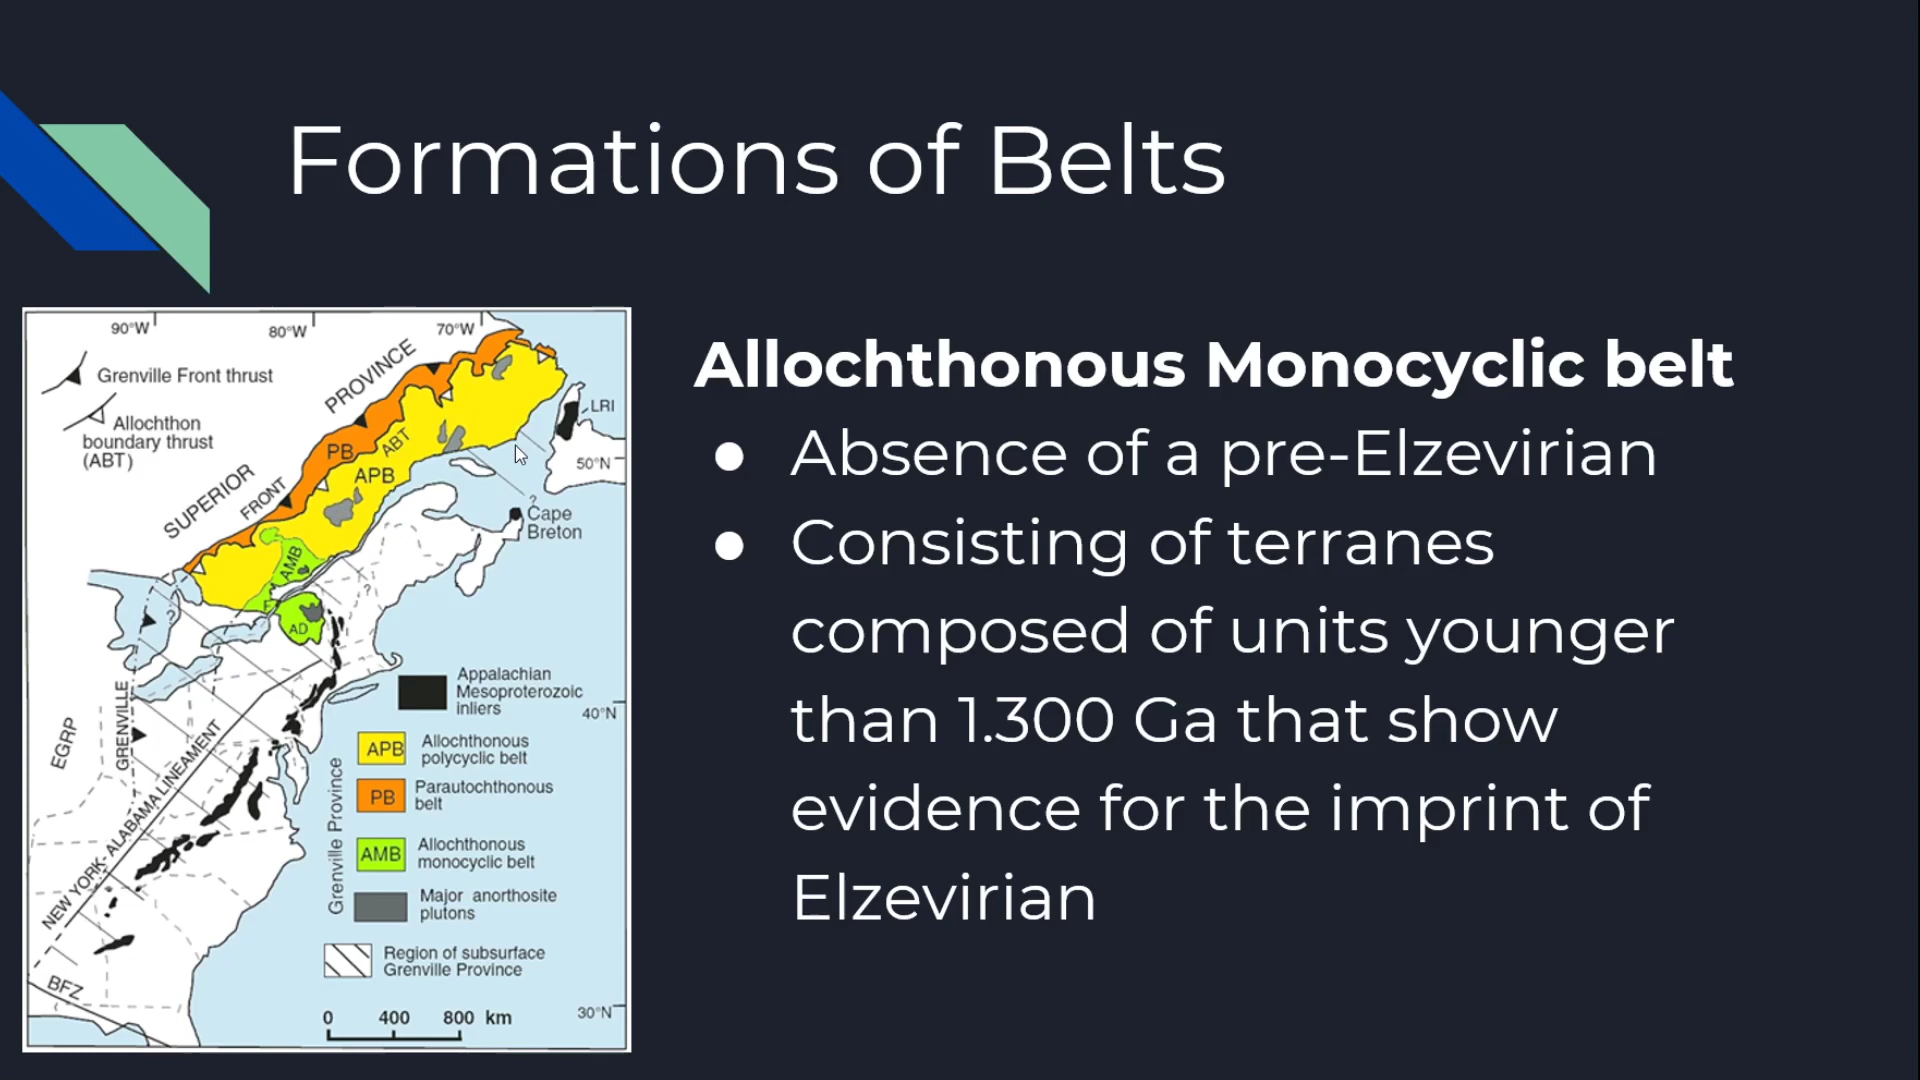 Formations of Belts
Allochthonous Monocyclic belt
● Absence of a pre-Elzevirian
● Consisting of terranes
composed of units younger
than 1.300 Ga that show
evidence for the imprint of
Elzevirian
90°W
80°W
70°W
Grenville Front thrust
Allochthon
boundary thrust
(ABT)
SUPERIOR
PROVINCE
FRONT
PB
ABT
APB
LRI
50°N
?
Cape
Breton
AMB
F
AD
?
?
GRENVILLE
EGRP
NEW YORK- ALABAMA LINEAMENT
BFZ
Appalachian
Mesoproterozoic
inliers
40°N
Grenville Province
APB
Allochthonous
polycyclic belt
PB
Parautochthonous
belt
AMB
Allochthonous
monocyclic belt
Major anorthosite
plutons
Region of subsurface
Grenville Province
30°N
0 400 800 km